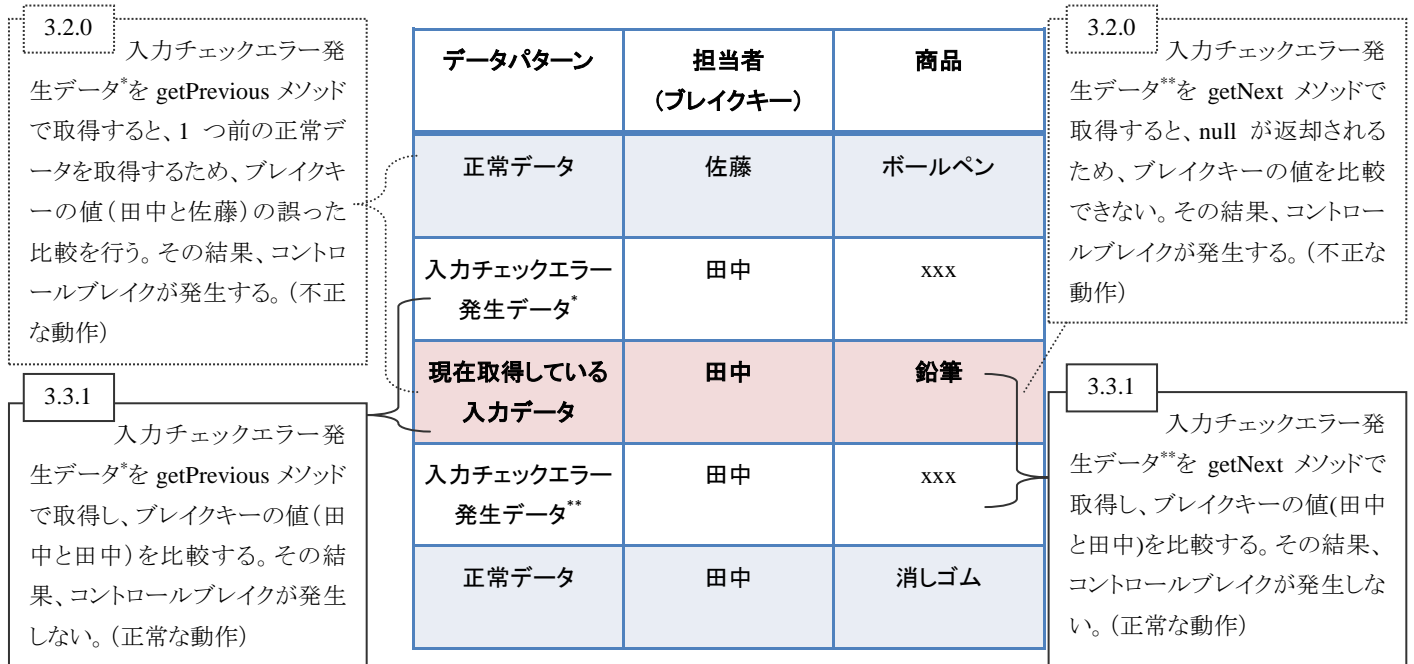 3.2.0
入力チェックエラー発
生データ*を getPrevious メソッド
で取得すると、1 つ前の正常デ
ータを取得するため、ブレイクキ
ーの値（田中と佐藤）の誤った
比較を行う。その結果、コントロ
ールブレイクが発生する。（不正
な動作）
3.3.1
入力チェックエラー発
生データ*を getPrevious メソッド
で取得し、ブレイクキーの値（田
中と田中）を比較する。その結
果、コントロールブレイクが発生
しない。（正常な動作）
データパターン 担当者 商品
（ブレイクキー）
正常データ 佐藤 ボールペン
入力チェックエラー 田中 xxx
発生データ*
現在取得している 田中 鉛筆
入力データ
入力チェックエラー 田中 xxx
発生データ**
正常データ 田中 消しゴム
3.2.0
入力チェックエラー発
生データ**を getNext メソッドで
取得すると、null が返却される
ため、ブレイクキーの値を比較
できない。その結果、コントロー
ルブレイクが発生する。（不正な
動作）
3.3.1
入力チェックエラー発
生データ**を getNext メソッドで
取得し、ブレイクキーの値(田中
と田中)を比較する。その結果、
コントロールブレイクが発生しな
い。（正常な動作）